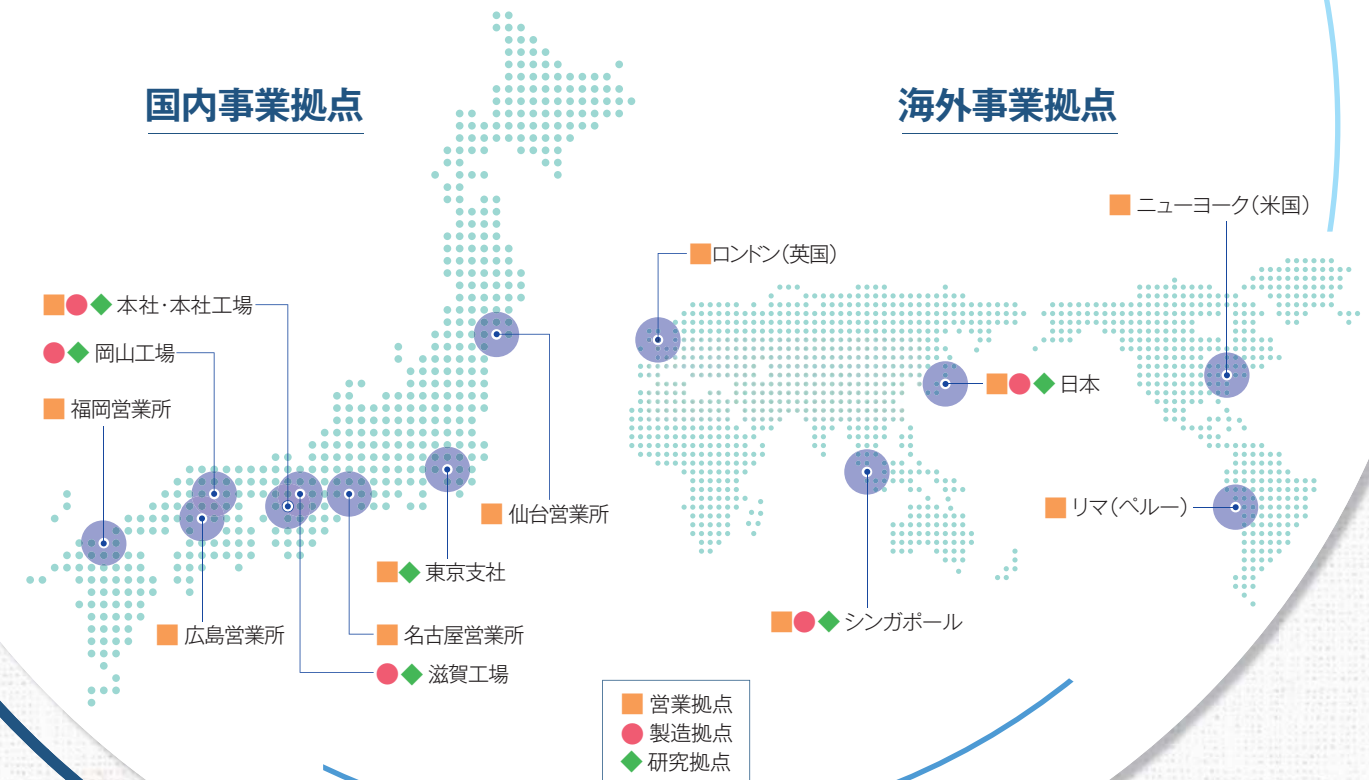 国内事業拠点
本社・本社工場
岡山工場
福岡営業所
仙台営業所
東京支社
広島営業所
名古屋営業所
滋賀工場
海外事業拠点
ニューヨーク(米国)
ロンドン(英国)
日本
リマ(ペルー)
シンガポール
営業拠点
製造拠点
研究拠点